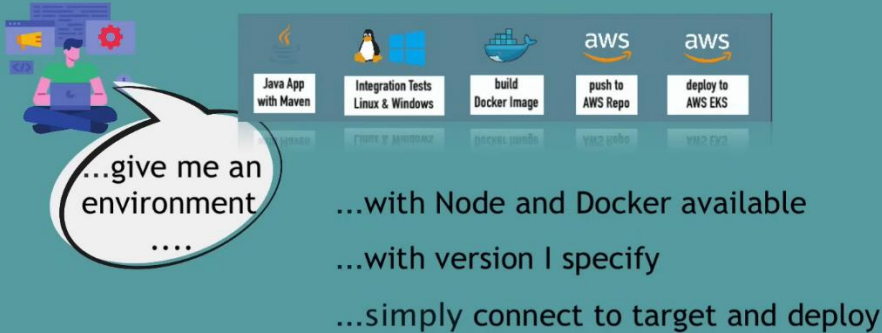 aws
aws
Java App
with Maven
Integration Tests
Linux & Windows
build
Docker Image
push to
AWS Repo
deploy to
AWS EKS
...give me an
environment
....
...with Node and Docker available
...with version I specify
...simply connect to target and deploy